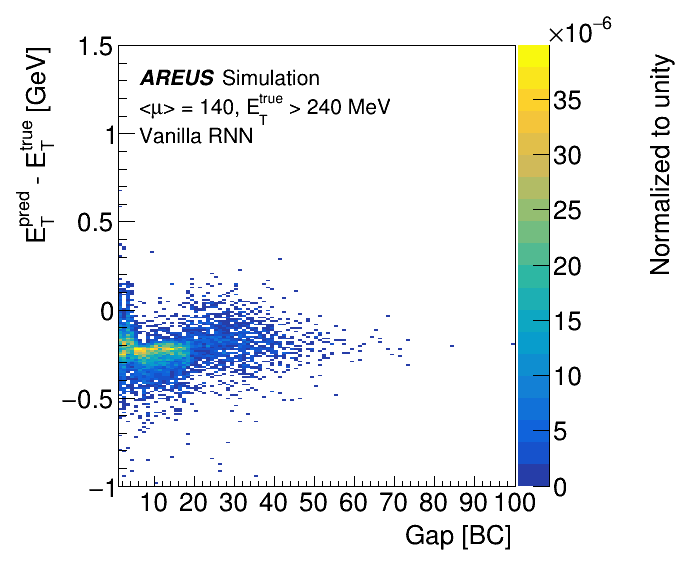 ×10⁻⁶
1.5
1
0.5
0
−0.5
−1
E_T^pred - E_T^true [GeV]
AREUS Simulation
<μ> = 140, E_T^true > 240 MeV
Vanilla RNN
10 20 30 40 50 60 70 80 90 100
Gap [BC]
35
30
25
20
15
10
5
0
Normalized to unity